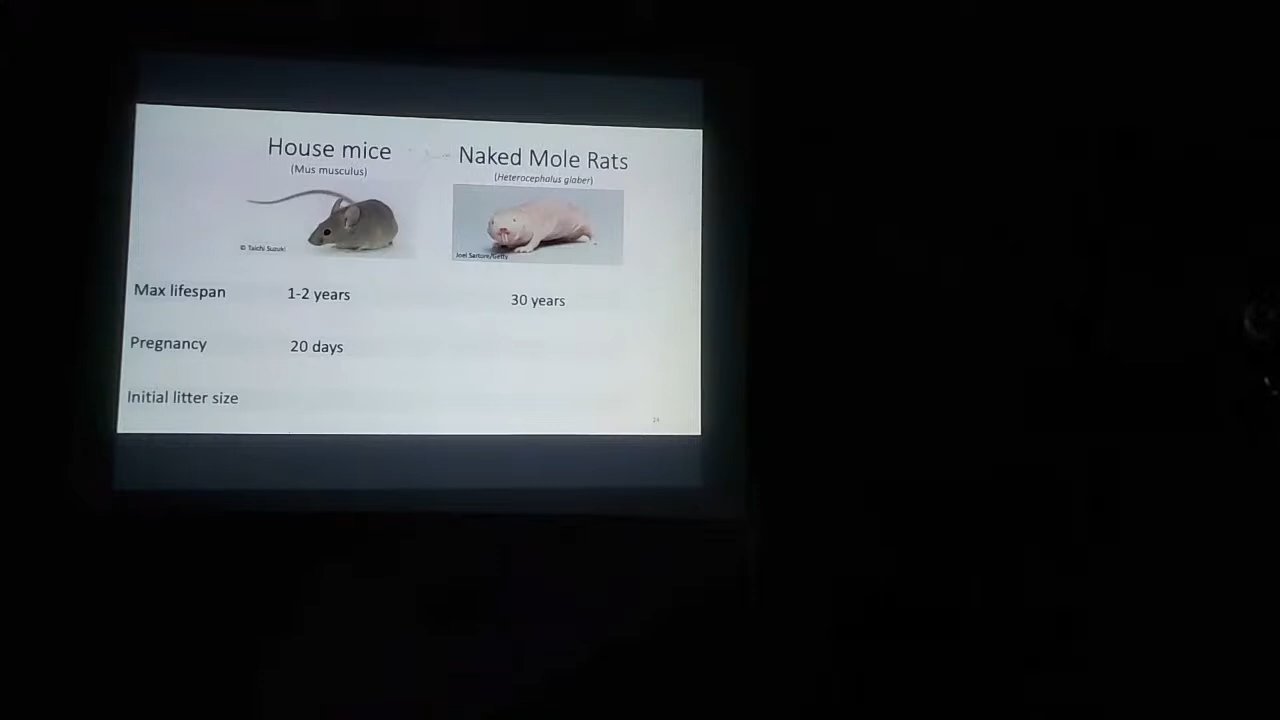 House mice
(Mus musculus)
Naked Mole Rats
(Heterocephalus glaber)
© Taichi Suzuki
Joel Sartore/Getty
Max lifespan 1-2 years 30 years
Pregnancy 20 days
Initial litter size
24